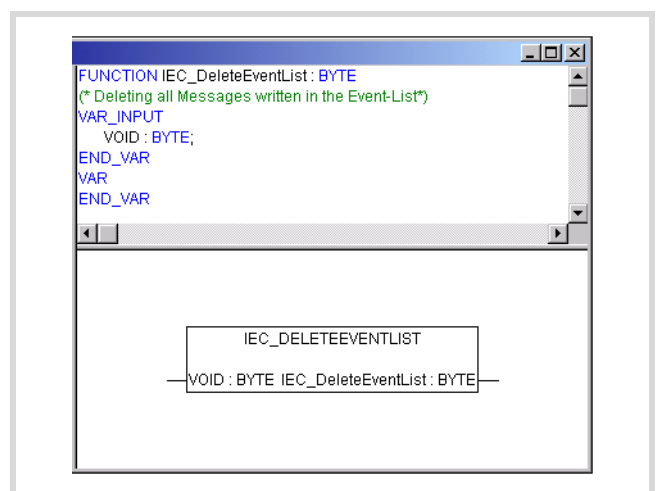 FUNCTION IEC_DeleteEventList : BYTE
(* Deleting all Messages written in the Event-List*)
VAR_INPUT
VOID : BYTE;
END_VAR
VAR
END_VAR
IEC_DELETEEVENTLIST
VOID : BYTE IEC_DeleteEventList : BYTE